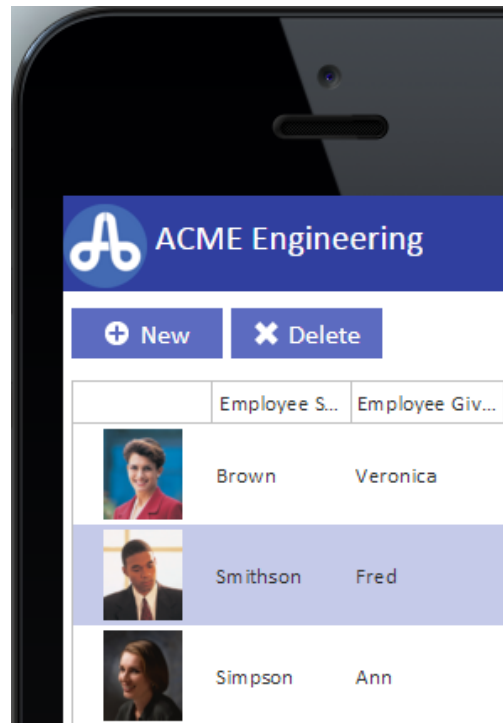 ACME Engineering
New Delete
Employee S... Employee Giv...
Brown Veronica
Smithson Fred
Simpson Ann